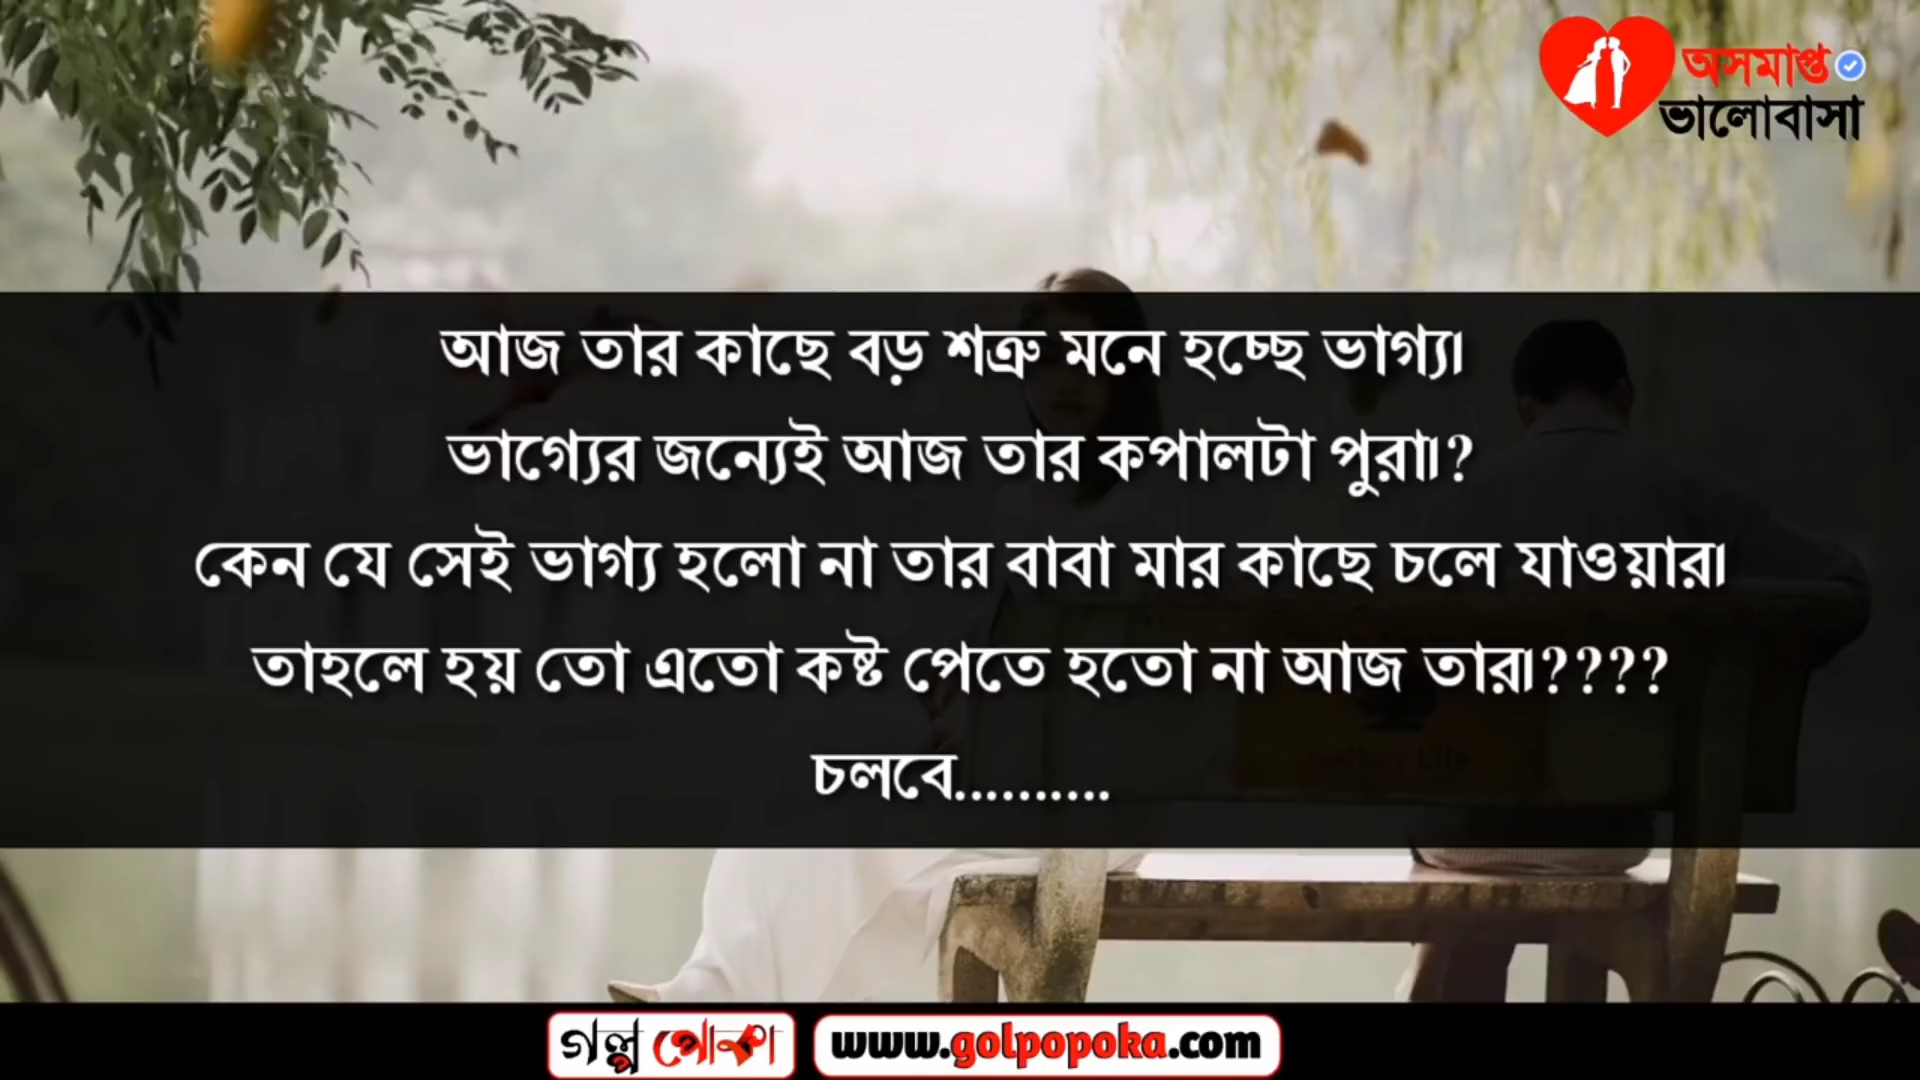 অসমাপ্ত
ভালোবাসা
আজ তার কাছে বড় শত্রু মনে হচ্ছে ভাগ্য।
ভাগ্যের জন্যেই আজ তার কপালটা পুরা।?
কেন যে সেই ভাগ্য হলো না তার বাবা মার কাছে চলে যাওয়ার।
তাহলে হয় তো এতো কষ্ট পেতে হতো না আজ তার।????
চলবে..........
গল্প পোকা www.golpopoka.com